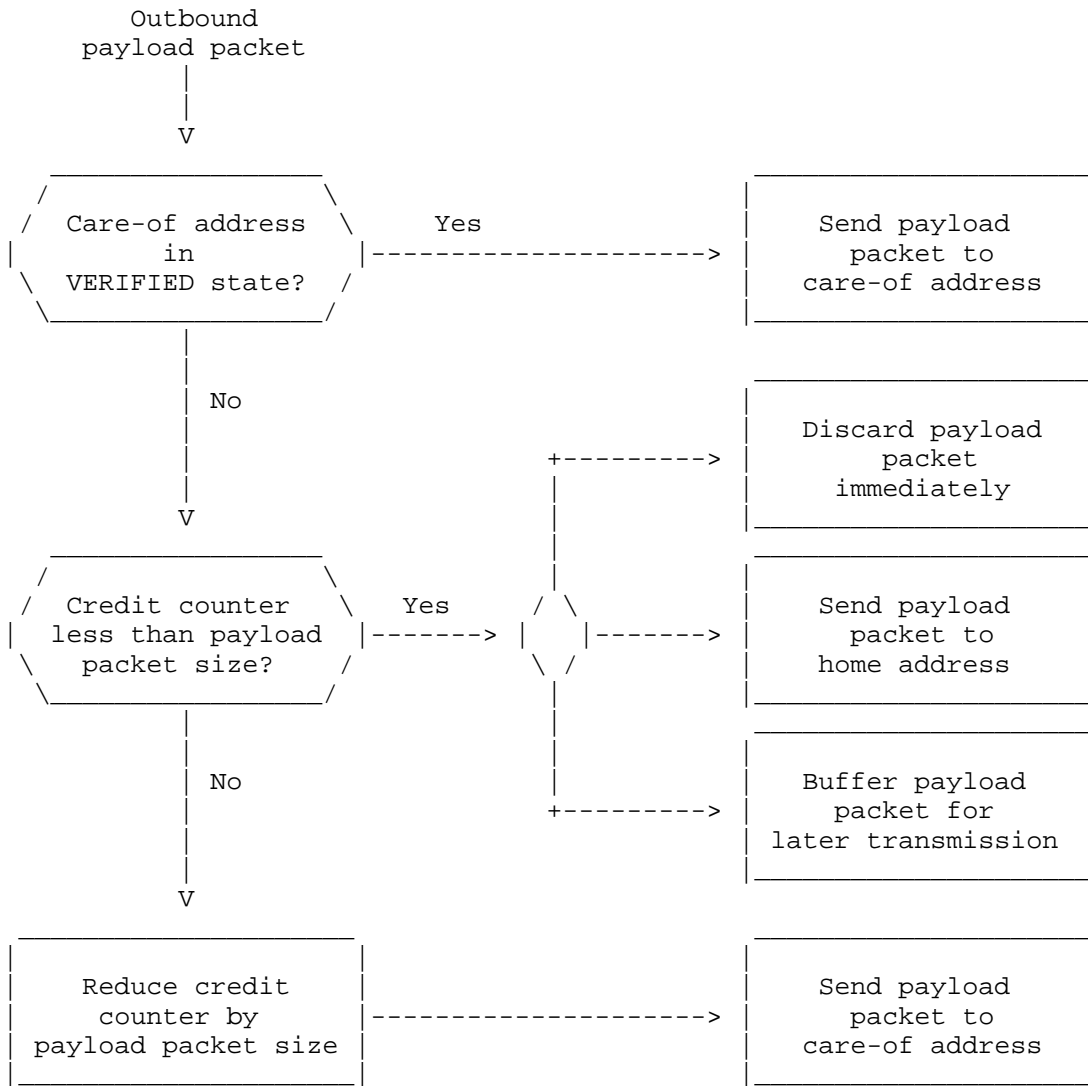 Outbound
payload packet
Care-of address
in
VERIFIED state?
Yes
Send payload
packet to
care-of address
No
Discard payload
packet
immediately
Credit counter
less than payload
packet size?
Yes
Send payload
packet to
home address
No
Buffer payload
packet for
later transmission
Reduce credit
counter by
payload packet size
Send payload
packet to
care-of address